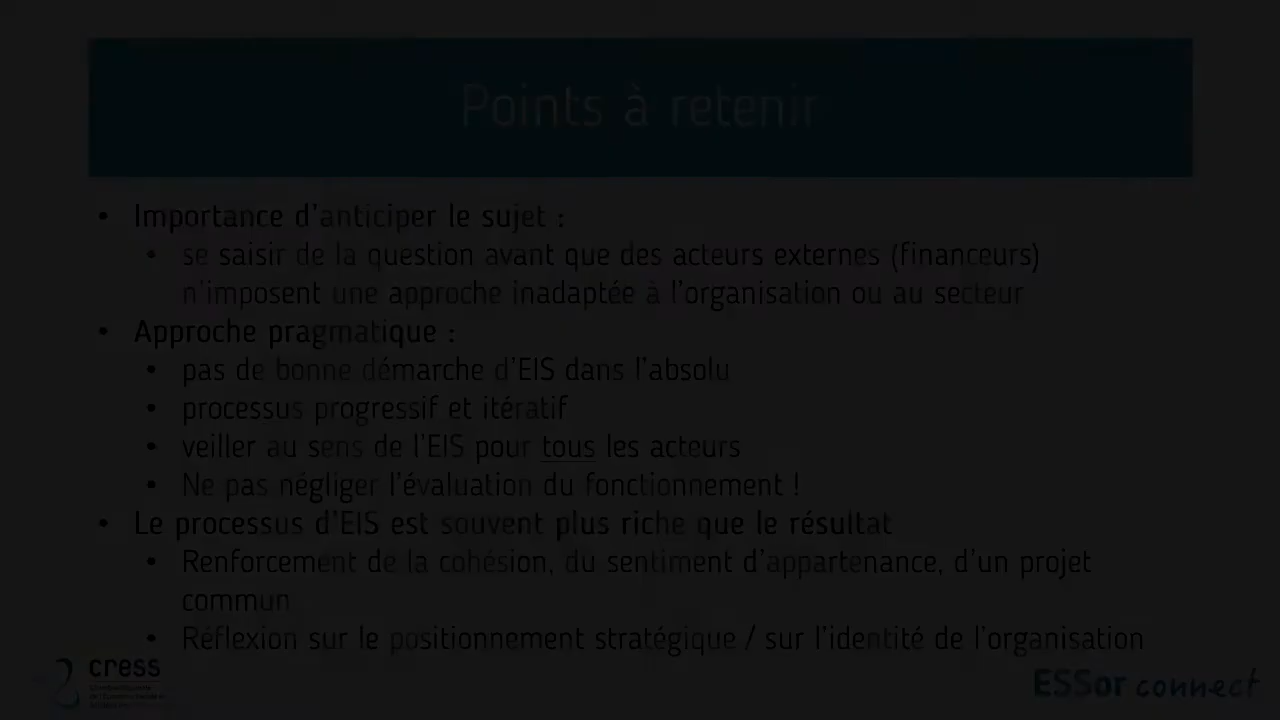 Points à retenir
• Importance d'anticiper le sujet :
• se saisir de la question avant que des acteurs externes (financeurs)
n'imposent une approche inadaptée à l'organisation ou au secteur
• Approche pragmatique :
• pas de bonne démarche d'EIS dans l'absolu
• processus progressif et itératif
• veiller au sens de l'EIS pour tous les acteurs
• Ne pas négliger l'évaluation du fonctionnement !
• Le processus d'EIS est souvent plus riche que le résultat
• Renforcement de la cohésion, du sentiment d'appartenance, d'un projet
commun
• Réflexion sur le positionnement stratégique / sur l'identité de l'organisation
cress
ESSor connect